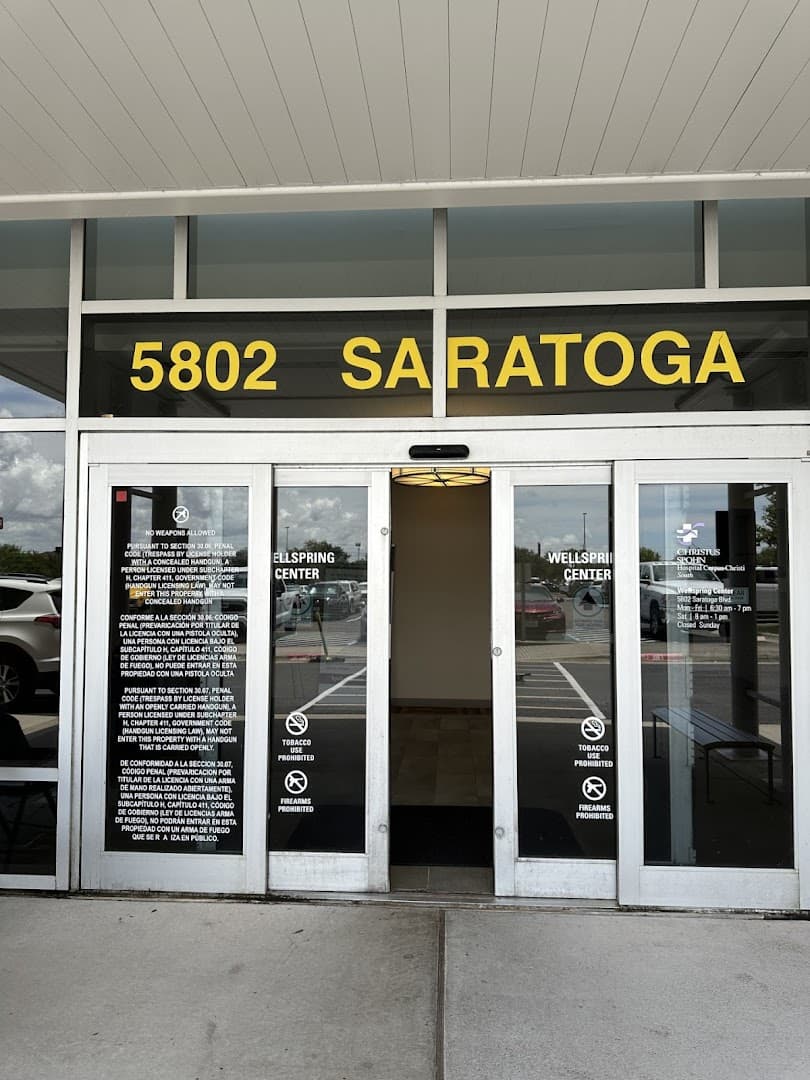 5802 SARATOGA
NO WEAPONS ALLOWED
PURSUANT TO SECTION 30.06, PENAL
CODE (TRESPASS BY LICENSE HOLDER
WITH A CONCEALED HANDGUN), A
PERSON LICENSED UNDER SUBCHAPTER
H, CHAPTER 411, GOVERNMENT CODE
(HANDGUN LICENSING LAW), MAY NOT
ENTER THIS PROPERTY WITH A
CONCEALED HANDGUN
CONFORME A LA SECCIÓN 30.06, CÓDIGO
PENAL (PREVARICACIÓN POR TITULAR DE
LA LICENCIA CON UNA PISTOLA OCULTA),
UNA PERSONA CON LICENCIA BAJO EL
SUBCAPÍTULO H, CAPÍTULO 411, CÓDIGO
DE GOBIERNO (LEY DE LICENCIAS ARMA
DE FUEGO), NO PUEDE ENTRAR EN ESTA
PROPIEDAD CON UNA PISTOLA OCULTA
PURSUANT TO SECTION 30.07, PENAL
CODE (TRESPASS BY LICENSE HOLDER
WITH AN OPENLY CARRIED HANDGUN), A
PERSON LICENSED UNDER SUBCHAPTER
H, CHAPTER 411, GOVERNMENT CODE
(HANDGUN LICENSING LAW), MAY NOT
ENTER THIS PROPERTY WITH A HANDGUN
THAT IS CARRIED OPENLY.
DE CONFORMIDAD A LA SECCIÓN 30.07,
CÓDIGO PENAL (PREVARICACION POR
TITULAR DE LA LICENCIA CON UNA ARMA
DE MANO REALIZADO ABIERTAMENTE),
UNA PERSONA CON LICENCIA BAJO EL
SUBCAPÍTULO H, CAPÍTULO 411, CÓDIGO
DE GOBIERNO (LEY DE LICENCIAS ARMA
DE FUEGO), NO PODRÁN ENTRAR EN ESTA
PROPIEDAD CON UN ARMA DE FUEGO
QUE SE R A IZA EN PÚBLICO.
ELLSPRING
CENTER
TOBACCO
USE
PROHIBITED
FIREARMS
PROHIBITED
WELLSPRI
CENTER
TOBACCO
USE
PROHIBITED
FIREARMS
PROHIBITED
CHRISTUS
SPOHN
Hospital Corpus Christi
South
Wellspring Center
5802 Saratoga Blvd.
Mon - Fri | 6:30 am - 7 pm
Sat | 8 am - 1 pm
Closed Sunday